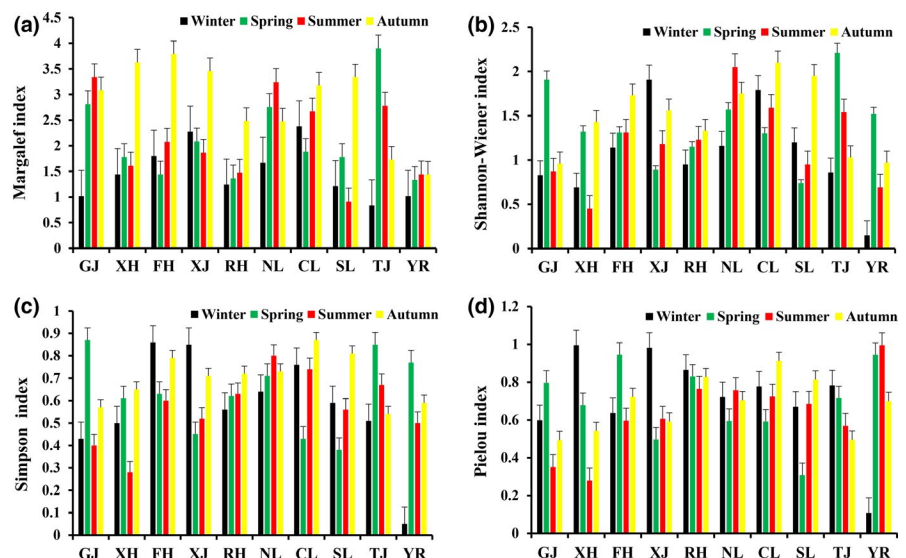 (a)
Winter Spring Summer Autumn
Margalef index
4.5
4
3.5
3
2.5
2
1.5
1
0.5
0
GJ XH FH XJ RH NL CL SL TJ YR
(b)
Winter Spring Summer Autumn
Shannon-Wiener index
2.5
2
1.5
1
0.5
0
GJ XH FH XJ RH NL CL SL TJ YR
(c)
Winter Spring Summer Autumn
Simpson index
1
0.9
0.8
0.7
0.6
0.5
0.4
0.3
0.2
0.1
0
GJ XH FH XJ RH NL CL SL TJ YR
(d)
Winter Spring Summer Autumn
Pielou index
1.2
1
0.8
0.6
0.4
0.2
0
GJ XH FH XJ RH NL CL SL TJ YR